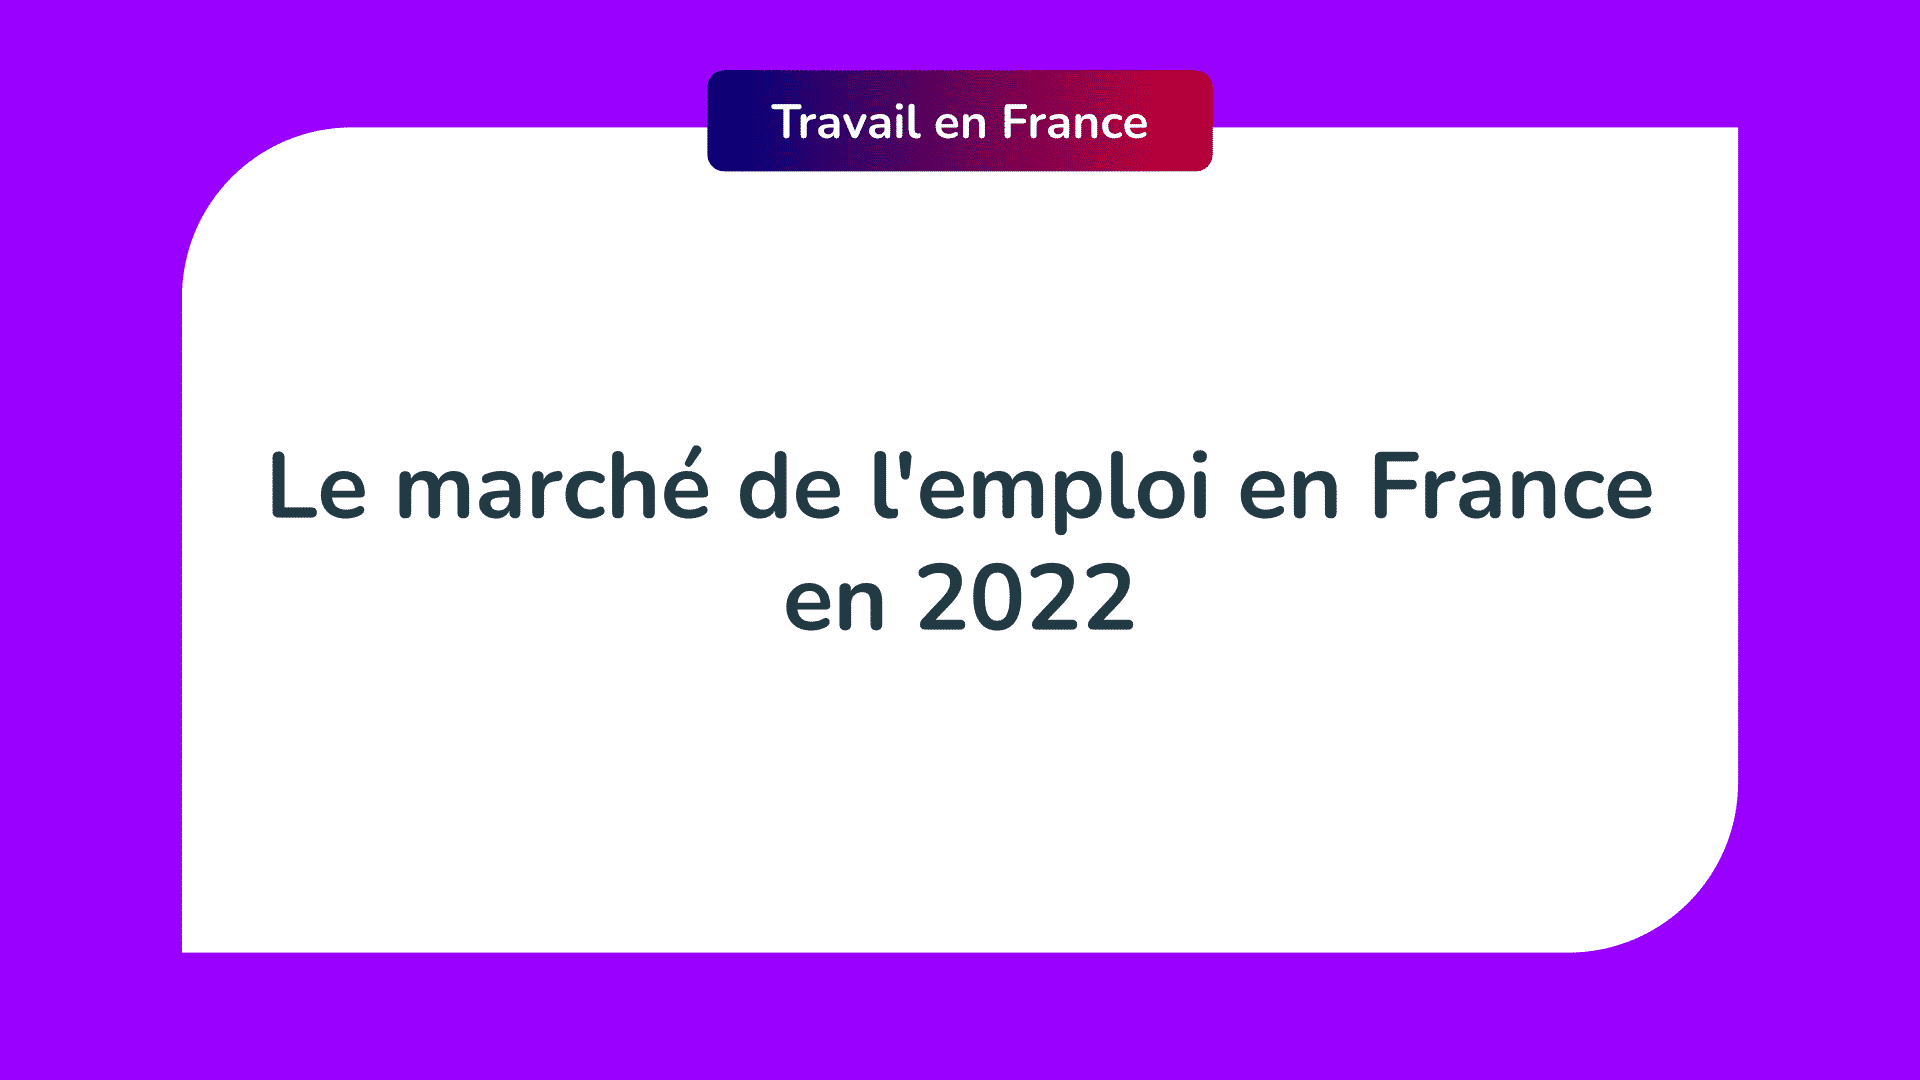 Travail en France
Le marché de l'emploi en France
en 2022